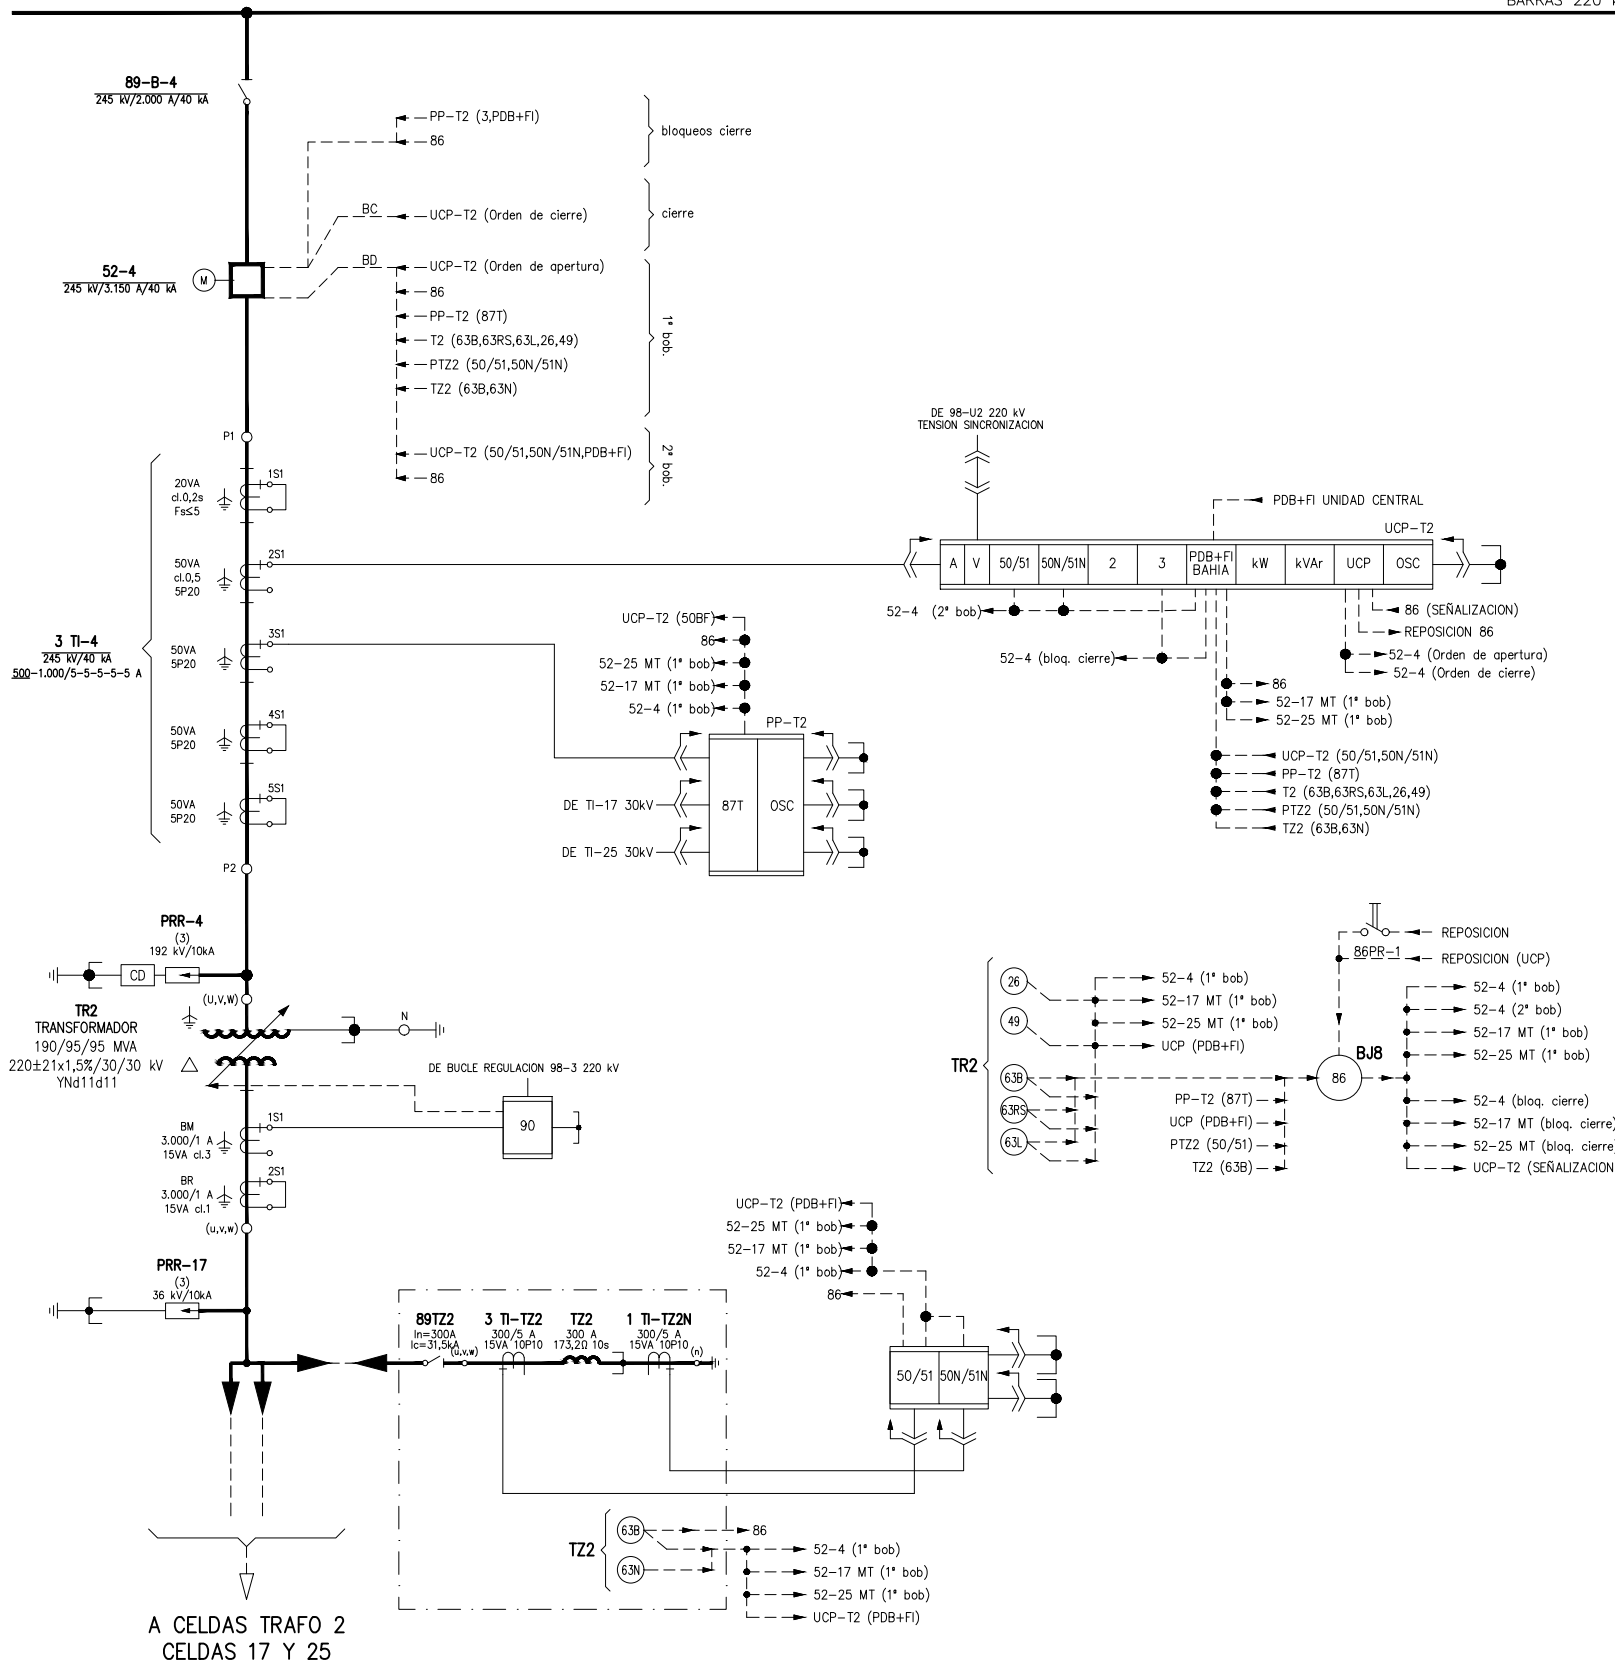 BARRAS 220
89-B-4
245 kV/2.000 A/40 kA
PP-T2 (3,PDB+FI)
86
bloqueos cierre
BC
UCP-T2 (Orden de cierre)
cierre
52-4
245 kV/3.150 A/40 kA
M
BD
UCP-T2 (Orden de apertura)
86
PP-T2 (87T)
T2 (63B,63RS,63L,26,49)
PTZ2 (50/51,50N/51N)
TZ2 (63B,63N)
1ª bob.
UCP-T2 (50/51,50N/51N,PDB+FI)
86
2ª bob.
P1
3 TI-4
245 kV/40 kA
500-1.000/5-5-5-5-5 A
20VA
cl.0,2s
Fs≤5
1S1
50VA
cl.0,5
5P20
2S1
50VA
5P20
3S1
50VA
5P20
4S1
50VA
5P20
5S1
P2
DE 98-U2 220 kV
TENSION SINCRONIZACION
PDB+FI UNIDAD CENTRAL
UCP-T2
A
V
50/51
50N/51N
2
3
PDB+FI
BAHIA
kW
kVAr
UCP
OSC
52-4 (2ª bob)
52-4 (bloq. cierre)
86 (SEÑALIZACION)
REPOSICION 86
52-4 (Orden de apertura)
52-4 (Orden de cierre)
86
52-17 MT (1ª bob)
52-25 MT (1ª bob)
UCP-T2 (50/51,50N/51N)
PP-T2 (87T)
T2 (63B,63RS,63L,26,49)
PTZ2 (50/51,50N/51N)
TZ2 (63B,63N)
UCP-T2 (50BF)
86
52-25 MT (1ª bob)
52-17 MT (1ª bob)
52-4 (1ª bob)
PP-T2
87T
OSC
DE TI-17 30kV
DE TI-25 30kV
PRR-4
(3)
192 kV/10kA
CD
(U,V,W)
N
TR2
TRANSFORMADOR
190/95/95 MVA
220±21x1,5%/30/30 kV
YNd11d11
DE BUCLE REGULACION 98-3 220 kV
90
BM
3.000/1 A
15VA cl.3
1S1
BR
3.000/1 A
15VA cl.1
2S1
(u,v,w)
PRR-17
(3)
36 kV/10kA
TR2
26
49
63B
63RS
63L
52-4 (1ª bob)
52-17 MT (1ª bob)
52-25 MT (1ª bob)
UCP (PDB+FI)
PP-T2 (87T)
UCP (PDB+FI)
PTZ2 (50/51)
TZ2 (63B)
86PR-1
REPOSICION
REPOSICION (UCP)
BJ8
86
52-4 (1ª bob)
52-4 (2ª bob)
52-17 MT (1ª bob)
52-25 MT (1ª bob)
52-4 (bloq. cierre)
52-17 MT (bloq. cierre)
52-25 MT (bloq. cierre)
UCP-T2 (SEÑALIZACION
UCP-T2 (PDB+FI)
52-25 MT (1ª bob)
52-17 MT (1ª bob)
52-4 (1ª bob)
86
50/51
50N/51N
89TZ2
In=300A
Ic=31,5kA
(u,v,w)
3 TI-TZ2
300/5 A
15VA 10P10
TZ2
300 A
173,2Ω 10s
1 TI-TZ2N
300/5 A
15VA 10P10
(n)
TZ2
63B
63N
86
52-4 (1ª bob)
52-17 MT (1ª bob)
52-25 MT (1ª bob)
UCP-T2 (PDB+FI)
A CELDAS TRAFO 2
CELDAS 17 Y 25